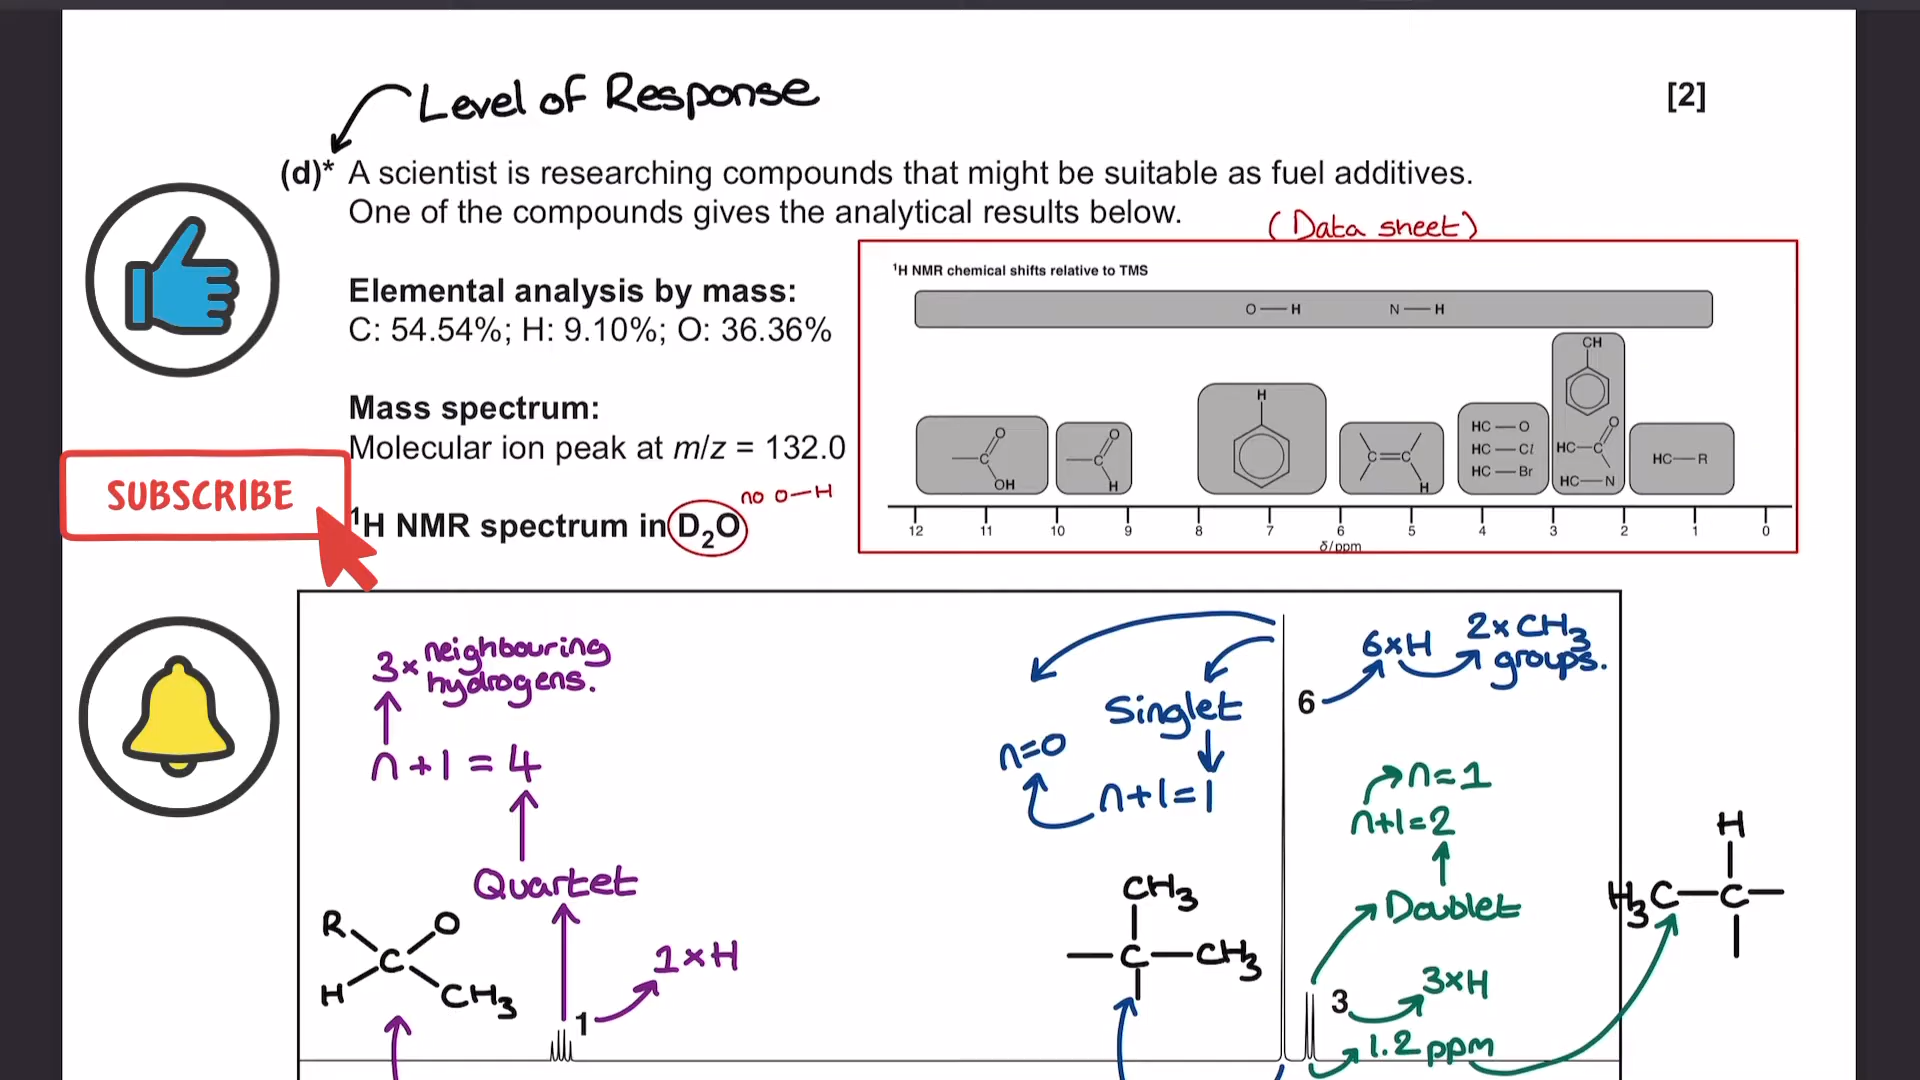 Level of Response
[2]
(d)* A scientist is researching compounds that might be suitable as fuel additives.
One of the compounds gives the analytical results below.
(Data sheet)
Elemental analysis by mass:
C: 54.54%; H: 9.10%; O: 36.36%
Mass spectrum:
Molecular ion peak at m/z = 132.0
no O—H
¹H NMR spectrum in D₂O
SUBSCRIBE
¹H NMR chemical shifts relative to TMS
O—H N—H
CH
H
O
C
OH
O
C
H
C=C
H
HC—O
HC—Cl
HC—Br
O
HC—C
HC—N
HC—R
12 11 10 9 8 7 6 5 4 3 2 1 0
δ/ppm
3× neighbouring
hydrogens.
n+1=4
Quartet
1×H
1
R O
C
H CH₃
Singlet
n=0
n+1=1
CH₃
—C—CH₃
6
6×H
2×CH₃
groups.
n=1
n+1=2
Doublet
3
3×H
1.2 ppm
H
H₃C—C—